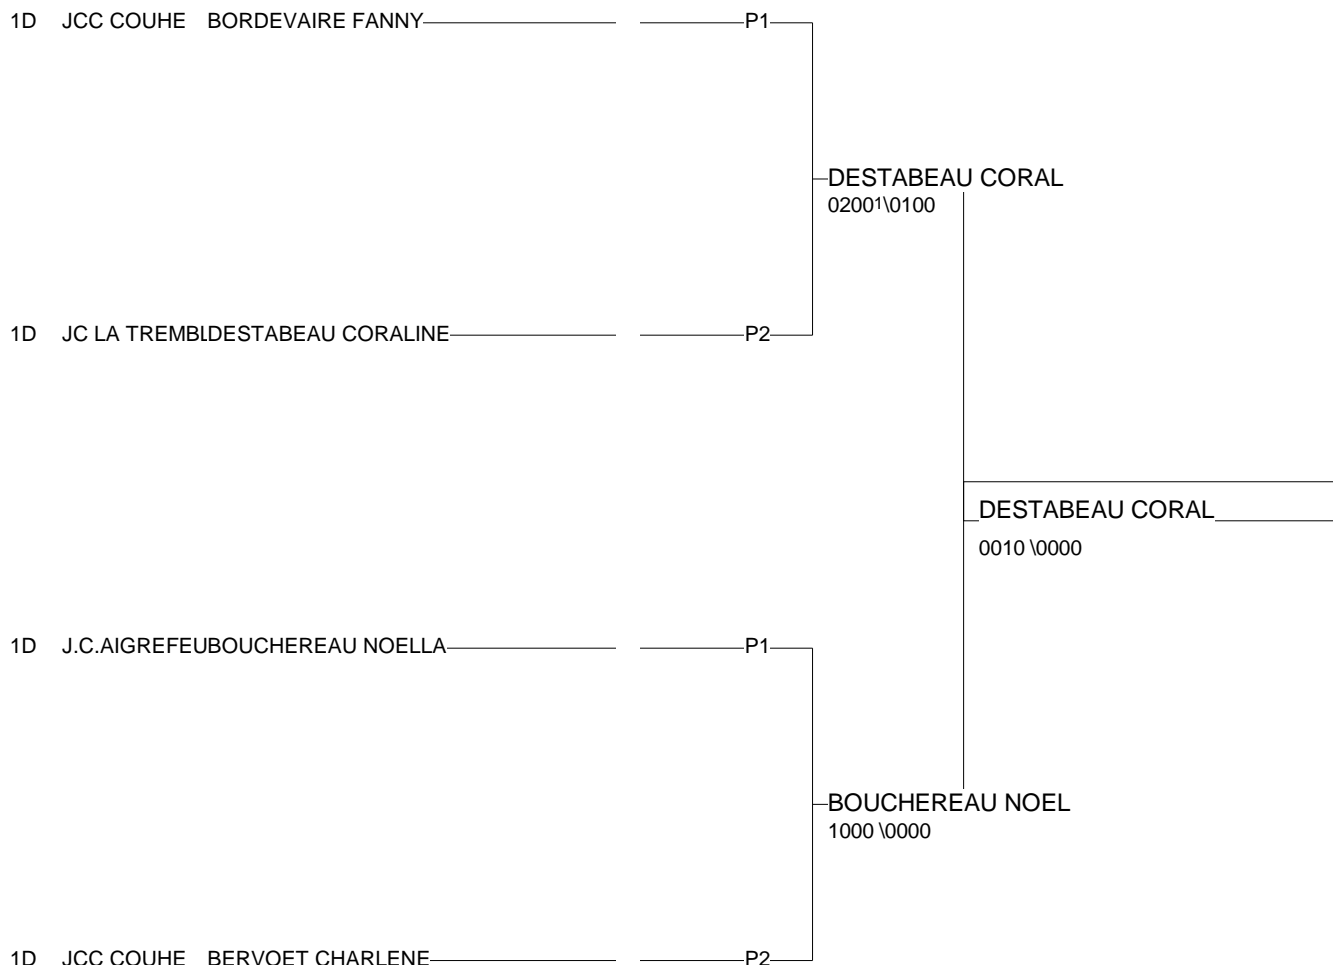 1D JCC COUHE BORDEVAIRE FANNY P1
DESTABEAU CORAL
0200¹\0100
1D JC LA TREMBLDESTABEAU CORALINE P2
DESTABEAU CORAL
0010 \0000
1D J.C.AIGREFEUBOUCHEREAU NOELLA P1
BOUCHEREAU NOEL
1000 \0000
1D JCC COUHE BERVOET CHARLENE P2